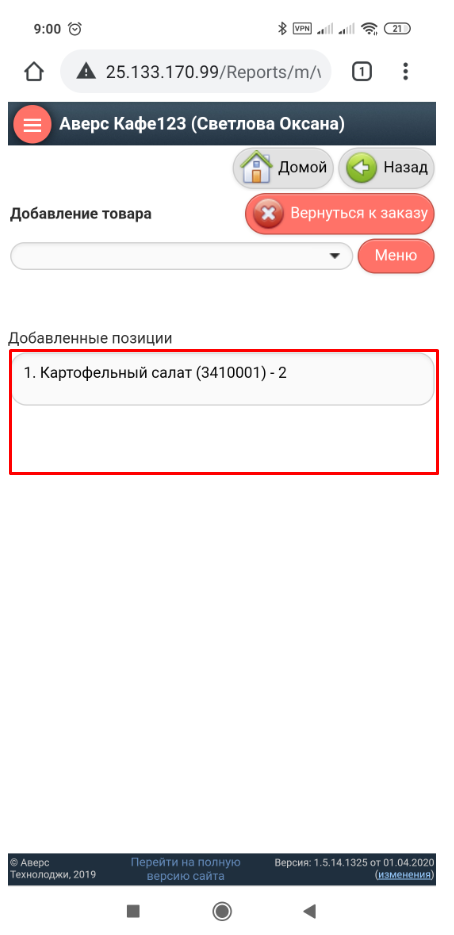 9:00 VPN 21
25.133.170.99/Reports/m/ 1
Аверс Кафе123 (Светлова Оксана)
Домой Назад
Добавление товара Вернуться к заказу
Меню
Добавленные позиции
1. Картофельный салат (3410001) - 2
© Аверс Перейти на полную Версия: 1.5.14.1325 от 01.04.2020
Технолоджи, 2019 версию сайта (изменения)